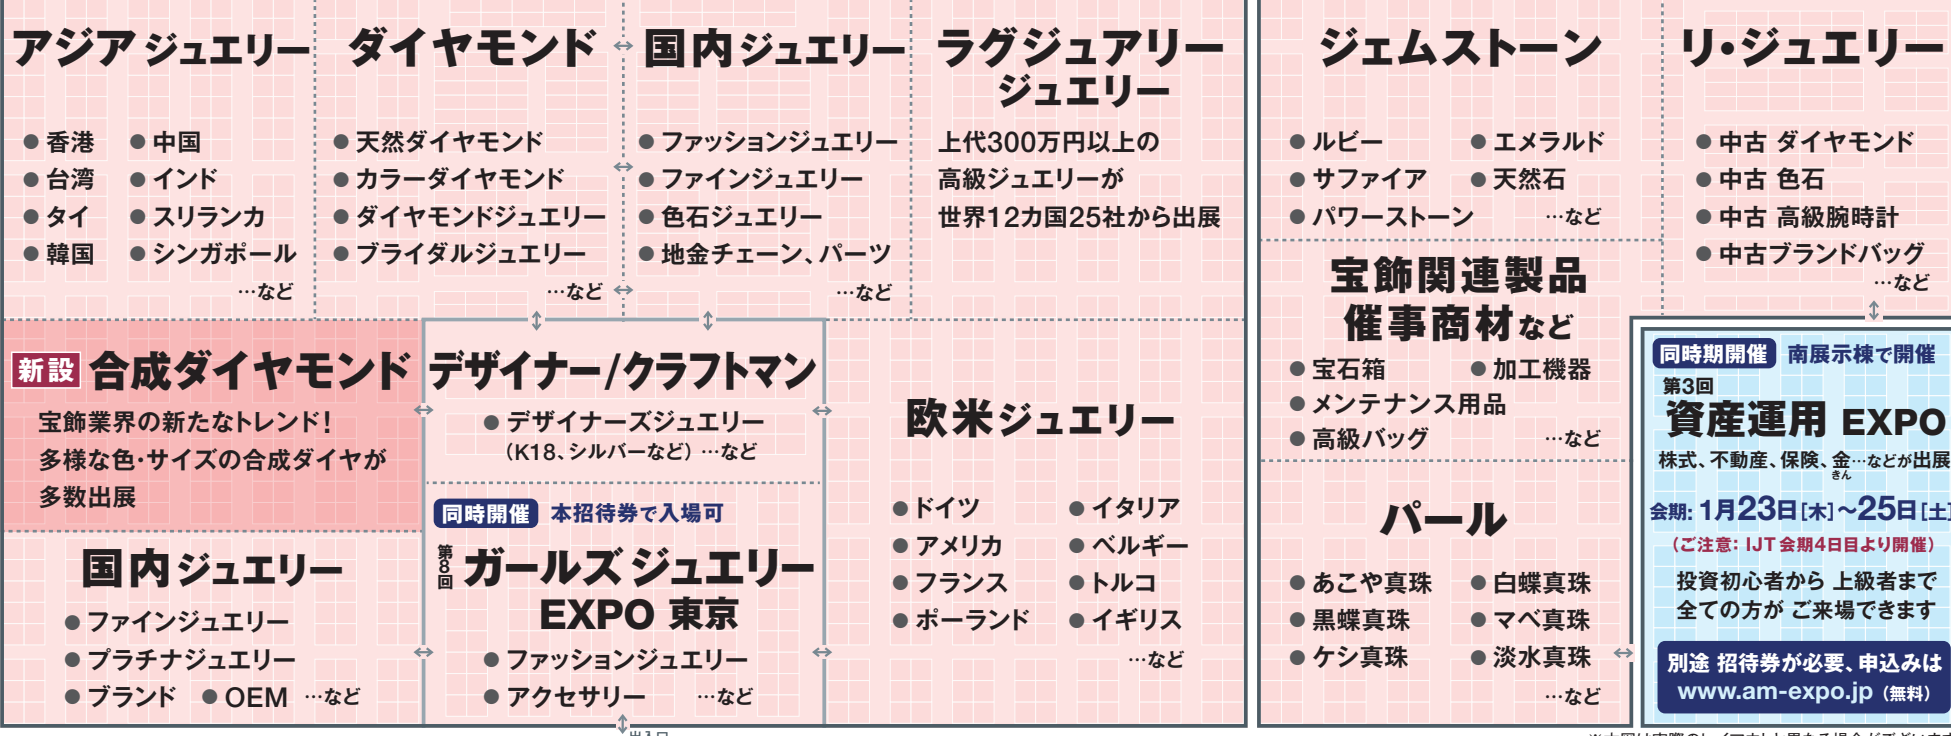 アジア ジュエリー
● 香港 ● 中国
● 台湾 ● インド
● タイ ● スリランカ
● 韓国 ● シンガポール
…など
ダイヤモンド
● 天然ダイヤモンド
● カラーダイヤモンド
● ダイヤモンドジュエリー
● ブライダルジュエリー
…など
国内ジュエリー
● ファッションジュエリー
● ファインジュエリー
● 色石ジュエリー
● 地金チェーン、パーツ
…など
ラグジュアリー
ジュエリー
上代300万円以上の
高級ジュエリーが
世界12カ国25社から出展
ジェムストーン
● ルビー ● エメラルド
● サファイア ● 天然石
● パワーストーン …など
リ・ジュエリー
● 中古 ダイヤモンド
● 中古 色石
● 中古 高級腕時計
● 中古ブランドバッグ
…など
新設 合成ダイヤモンド
宝飾業界の新たなトレンド!
多様な色・サイズの合成ダイヤが
多数出展
デザイナー/クラフトマン
● デザイナーズジュエリー
(K18、シルバーなど) …など
欧米ジュエリー
● ドイツ ● イタリア
● アメリカ ● ベルギー
● フランス ● トルコ
● ポーランド ● イギリス
…など
宝飾関連製品
催事商材など
● 宝石箱 ● 加工機器
● メンテナンス用品
● 高級バッグ …など
国内ジュエリー
● ファインジュエリー
● プラチナジュエリー
● ブランド ● OEM …など
同時開催 本招待券で入場可
第8回 ガールズ ジュエリー
EXPO 東京
● ファッションジュエリー
● アクセサリー …など
出入口
パール
● あこや真珠 ● 白蝶真珠
● 黒蝶真珠 ● マベ真珠
● ケシ真珠 ● 淡水真珠
…など
同時期開催 南展示棟で開催
第3回
資産運用 EXPO
株式、不動産、保険、金…などが出展
きん
会期: 1月23日[木]~25日[土]
(ご注意: IJT 会期4日目より開催)
投資初心者から 上級者まで
全ての方が ご来場できます
別途 招待券が必要、申込みは
www.am-expo.jp (無料)